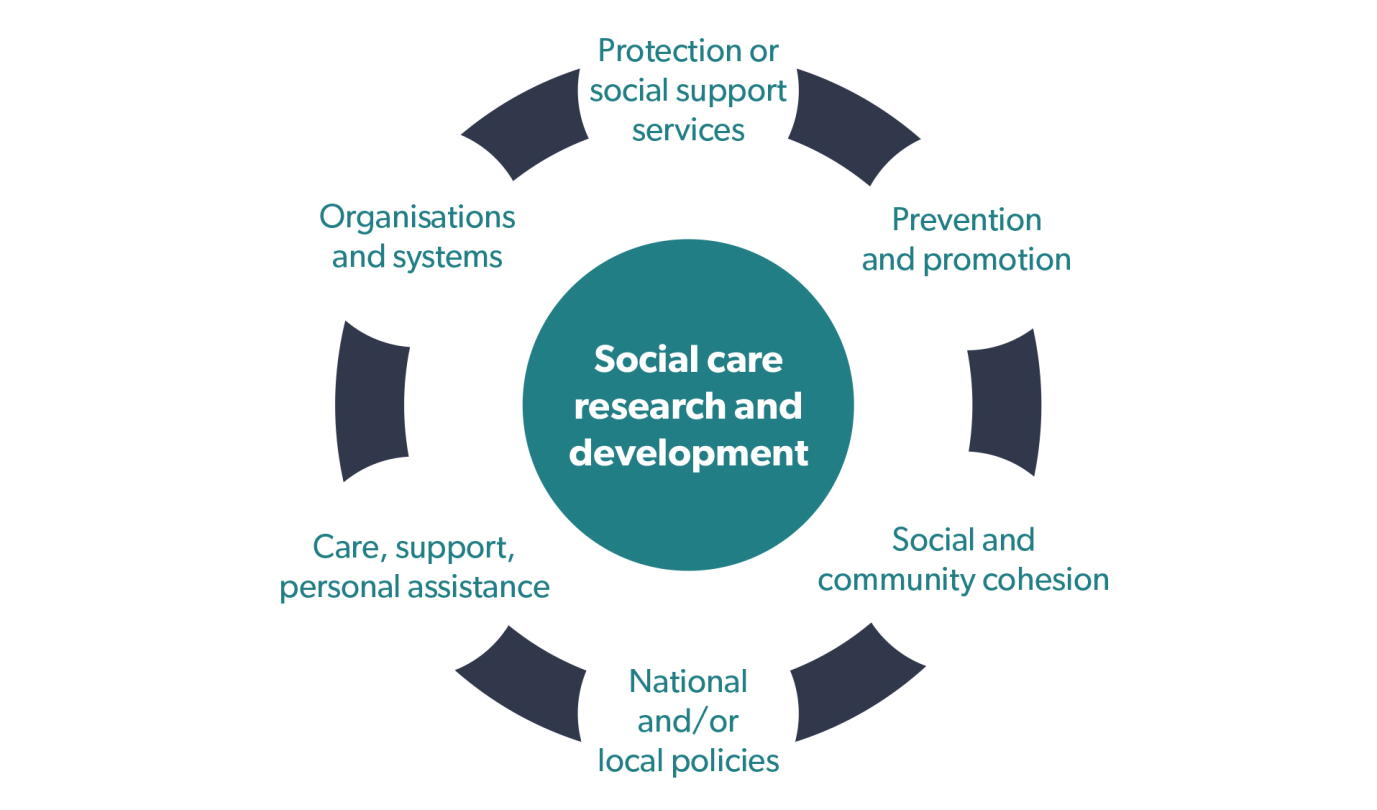 Protection or
social support
services
Prevention
and promotion
Social and
community cohesion
National
and/or
local policies
Care, support,
personal assistance
Organisations
and systems
Social care
research and
development